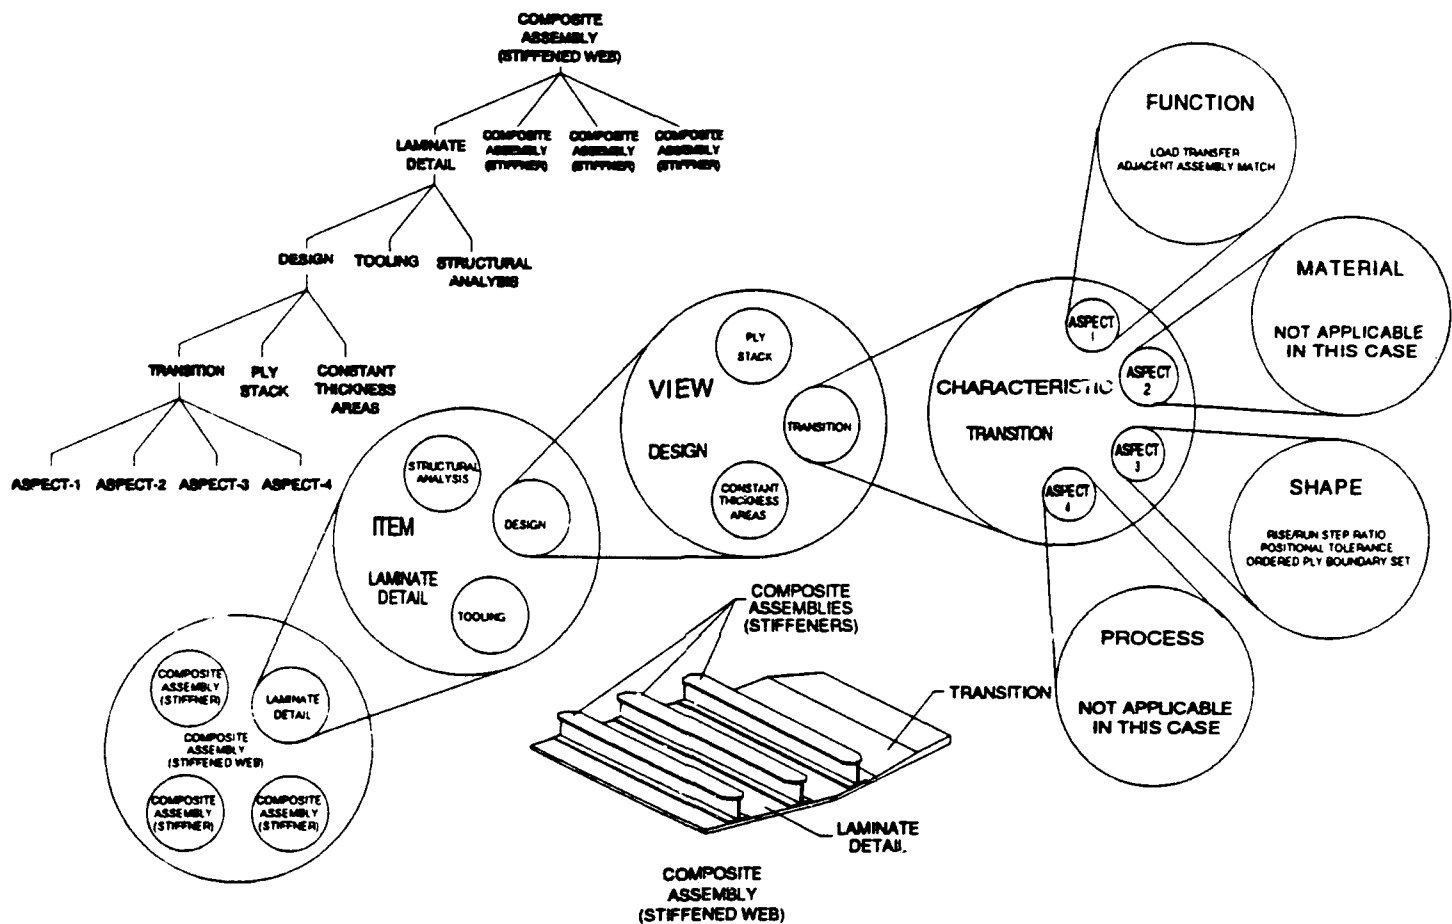 COMPOSITE
ASSEMBLY
(STIFFENED WEB)
LAMINATE
DETAIL
COMPOSITE
ASSEMBLY
(STIFFNER)
COMPOSITE
ASSEMBLY
(STIFFNER)
COMPOSITE
ASSEMBLY
(STIFFNER)
DESIGN
TOOLING
STRUCTURAL
ANALYSIS
TRANSITION
PLY
STACK
CONSTANT
THICKNESS
AREAS
ASPECT-1
ASPECT-2
ASPECT-3
ASPECT-4
COMPOSITE
ASSEMBLY
(STIFFNER)
LAMINATE
DETAIL
COMPOSITE
ASSEMBLY
(STIFFENED WEB)
COMPOSITE
ASSEMBLY
(STIFFNER)
COMPOSITE
ASSEMBLY
(STIFFNER)
STRUCTURAL
ANALYSIS
ITEM
DESIGN
LAMINATE
DETAIL
TOOLING
PLY
STACK
VIEW
TRANSITION
DESIGN
CONSTANT
THICKNESS
AREAS
ASPECT
1
ASPECT
2
CHARACTERISTIC
TRANSITION
ASPECT
3
ASPECT
4
FUNCTION
LOAD TRANSFER
ADJACENT ASSEMBLY MATCH
MATERIAL
NOT APPLICABLE
IN THIS CASE
SHAPE
RISE/RUN STEP RATIO
POSITIONAL TOLERANCE
ORDERED PLY BOUNDARY SET
PROCESS
NOT APPLICABLE
IN THIS CASE
COMPOSITE
ASSEMBLIES
(STIFFENERS)
TRANSITION
LAMINATE
DETAIL
COMPOSITE
ASSEMBLY
(STIFFENED WEB)